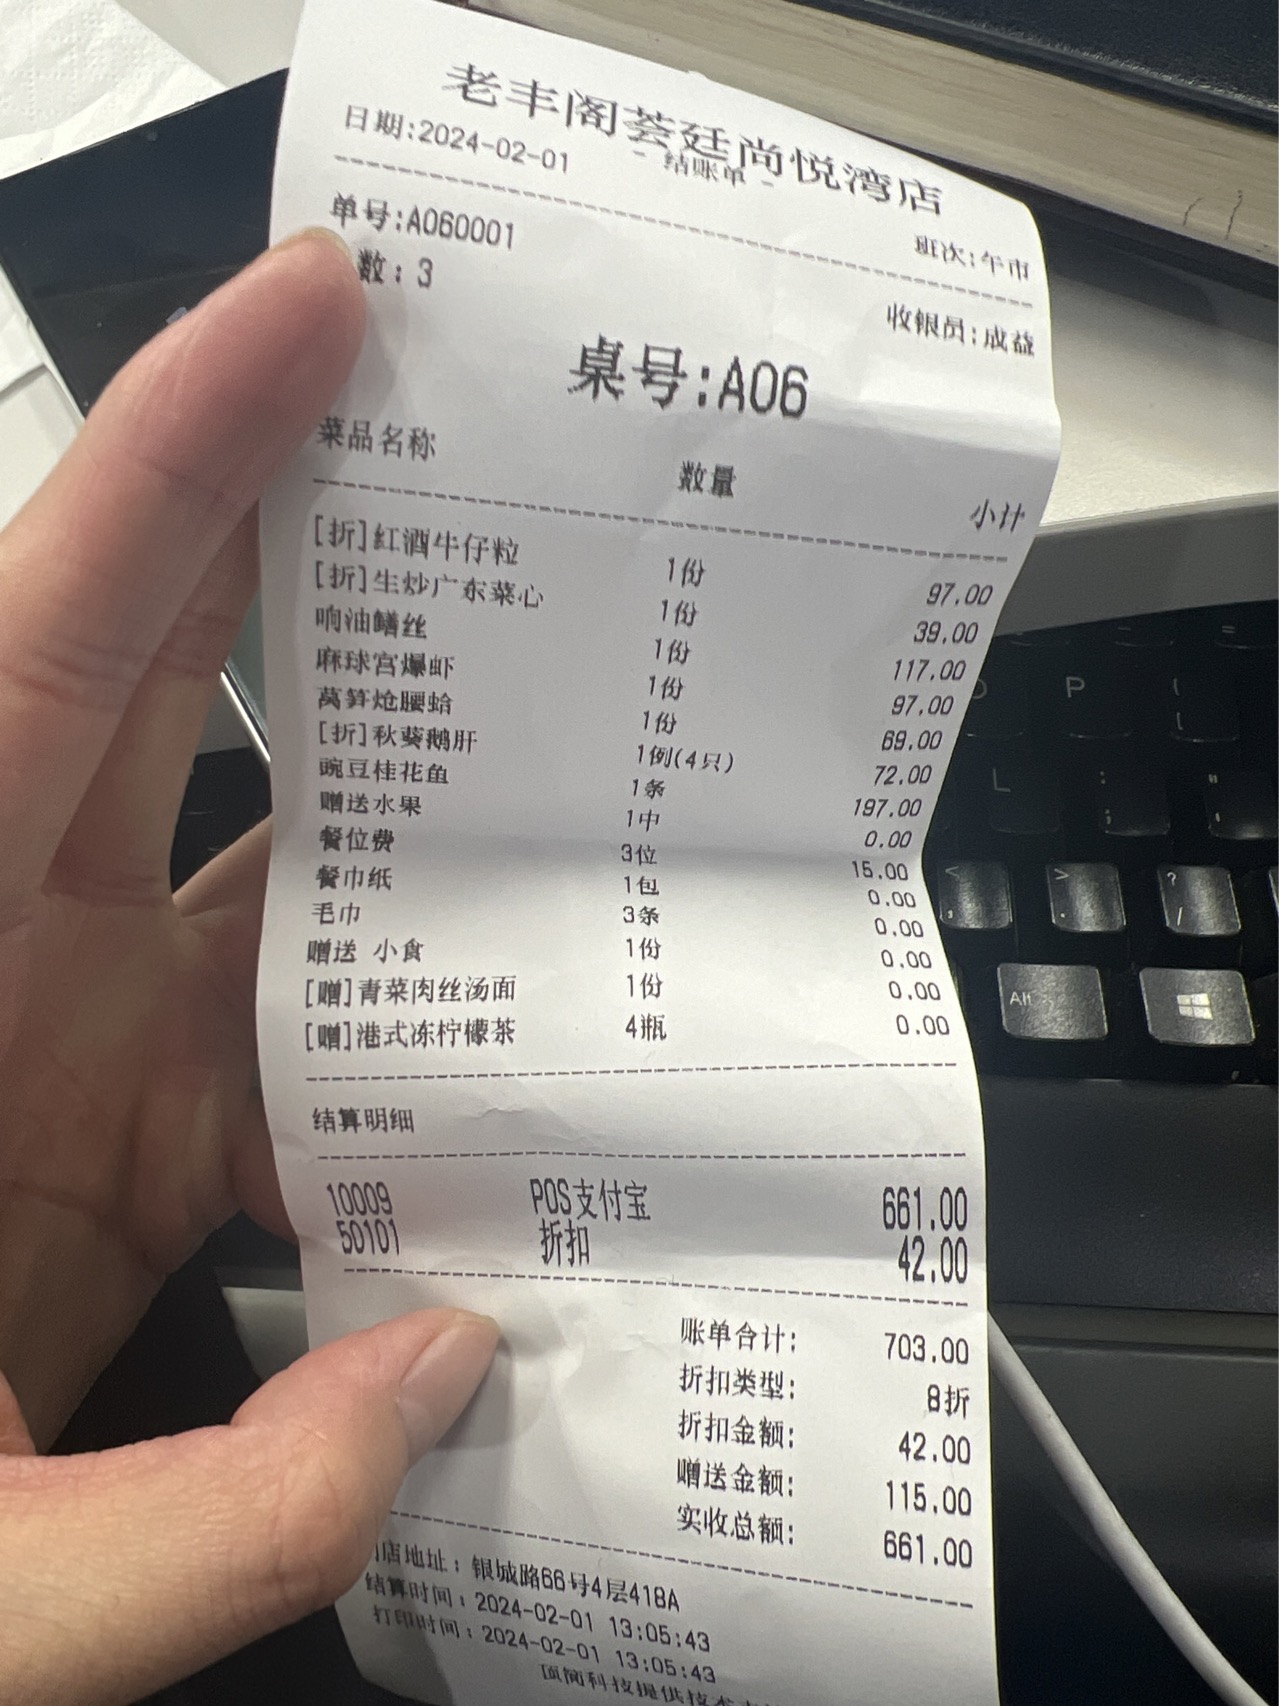 老丰阁荟廷尚悦湾店
- 结账单 -
日期:2024-02-01
班次:午市
单号:A060001
收银员:成益
数:3
桌号:A06
菜品名称 数量 小计
[折]紅酒牛仔粒 1份 97.00
[折]生炒广东菜心 1份 39.00
响油鳝丝 1份 117.00
麻球宫爆虾 1份 97.00
莴笋炝腰蛤 1份 69.00
[折]秋葵鹅肝 1例(4只) 72.00
豌豆桂花鱼 1条 197.00
赠送水果 1中 0.00
餐位费 3位 15.00
餐巾纸 1包 0.00
毛巾 3条 0.00
赠送 小食 1份 0.00
[赠]青菜肉丝汤面 1份 0.00
[赠]港式冻柠檬茶 4瓶 0.00
结算明细
10009 POS支付宝 661.00
50101 折扣 42.00
账单合计: 703.00
折扣类型: 8折
折扣金额: 42.00
赠送金额: 115.00
实收总额: 661.00
店地址:银城路66号4层418A
结算时间:2024-02-01 13:05:43
打印时间:2024-02-01 13:05:43
科技提供技术支
P
L
Alt